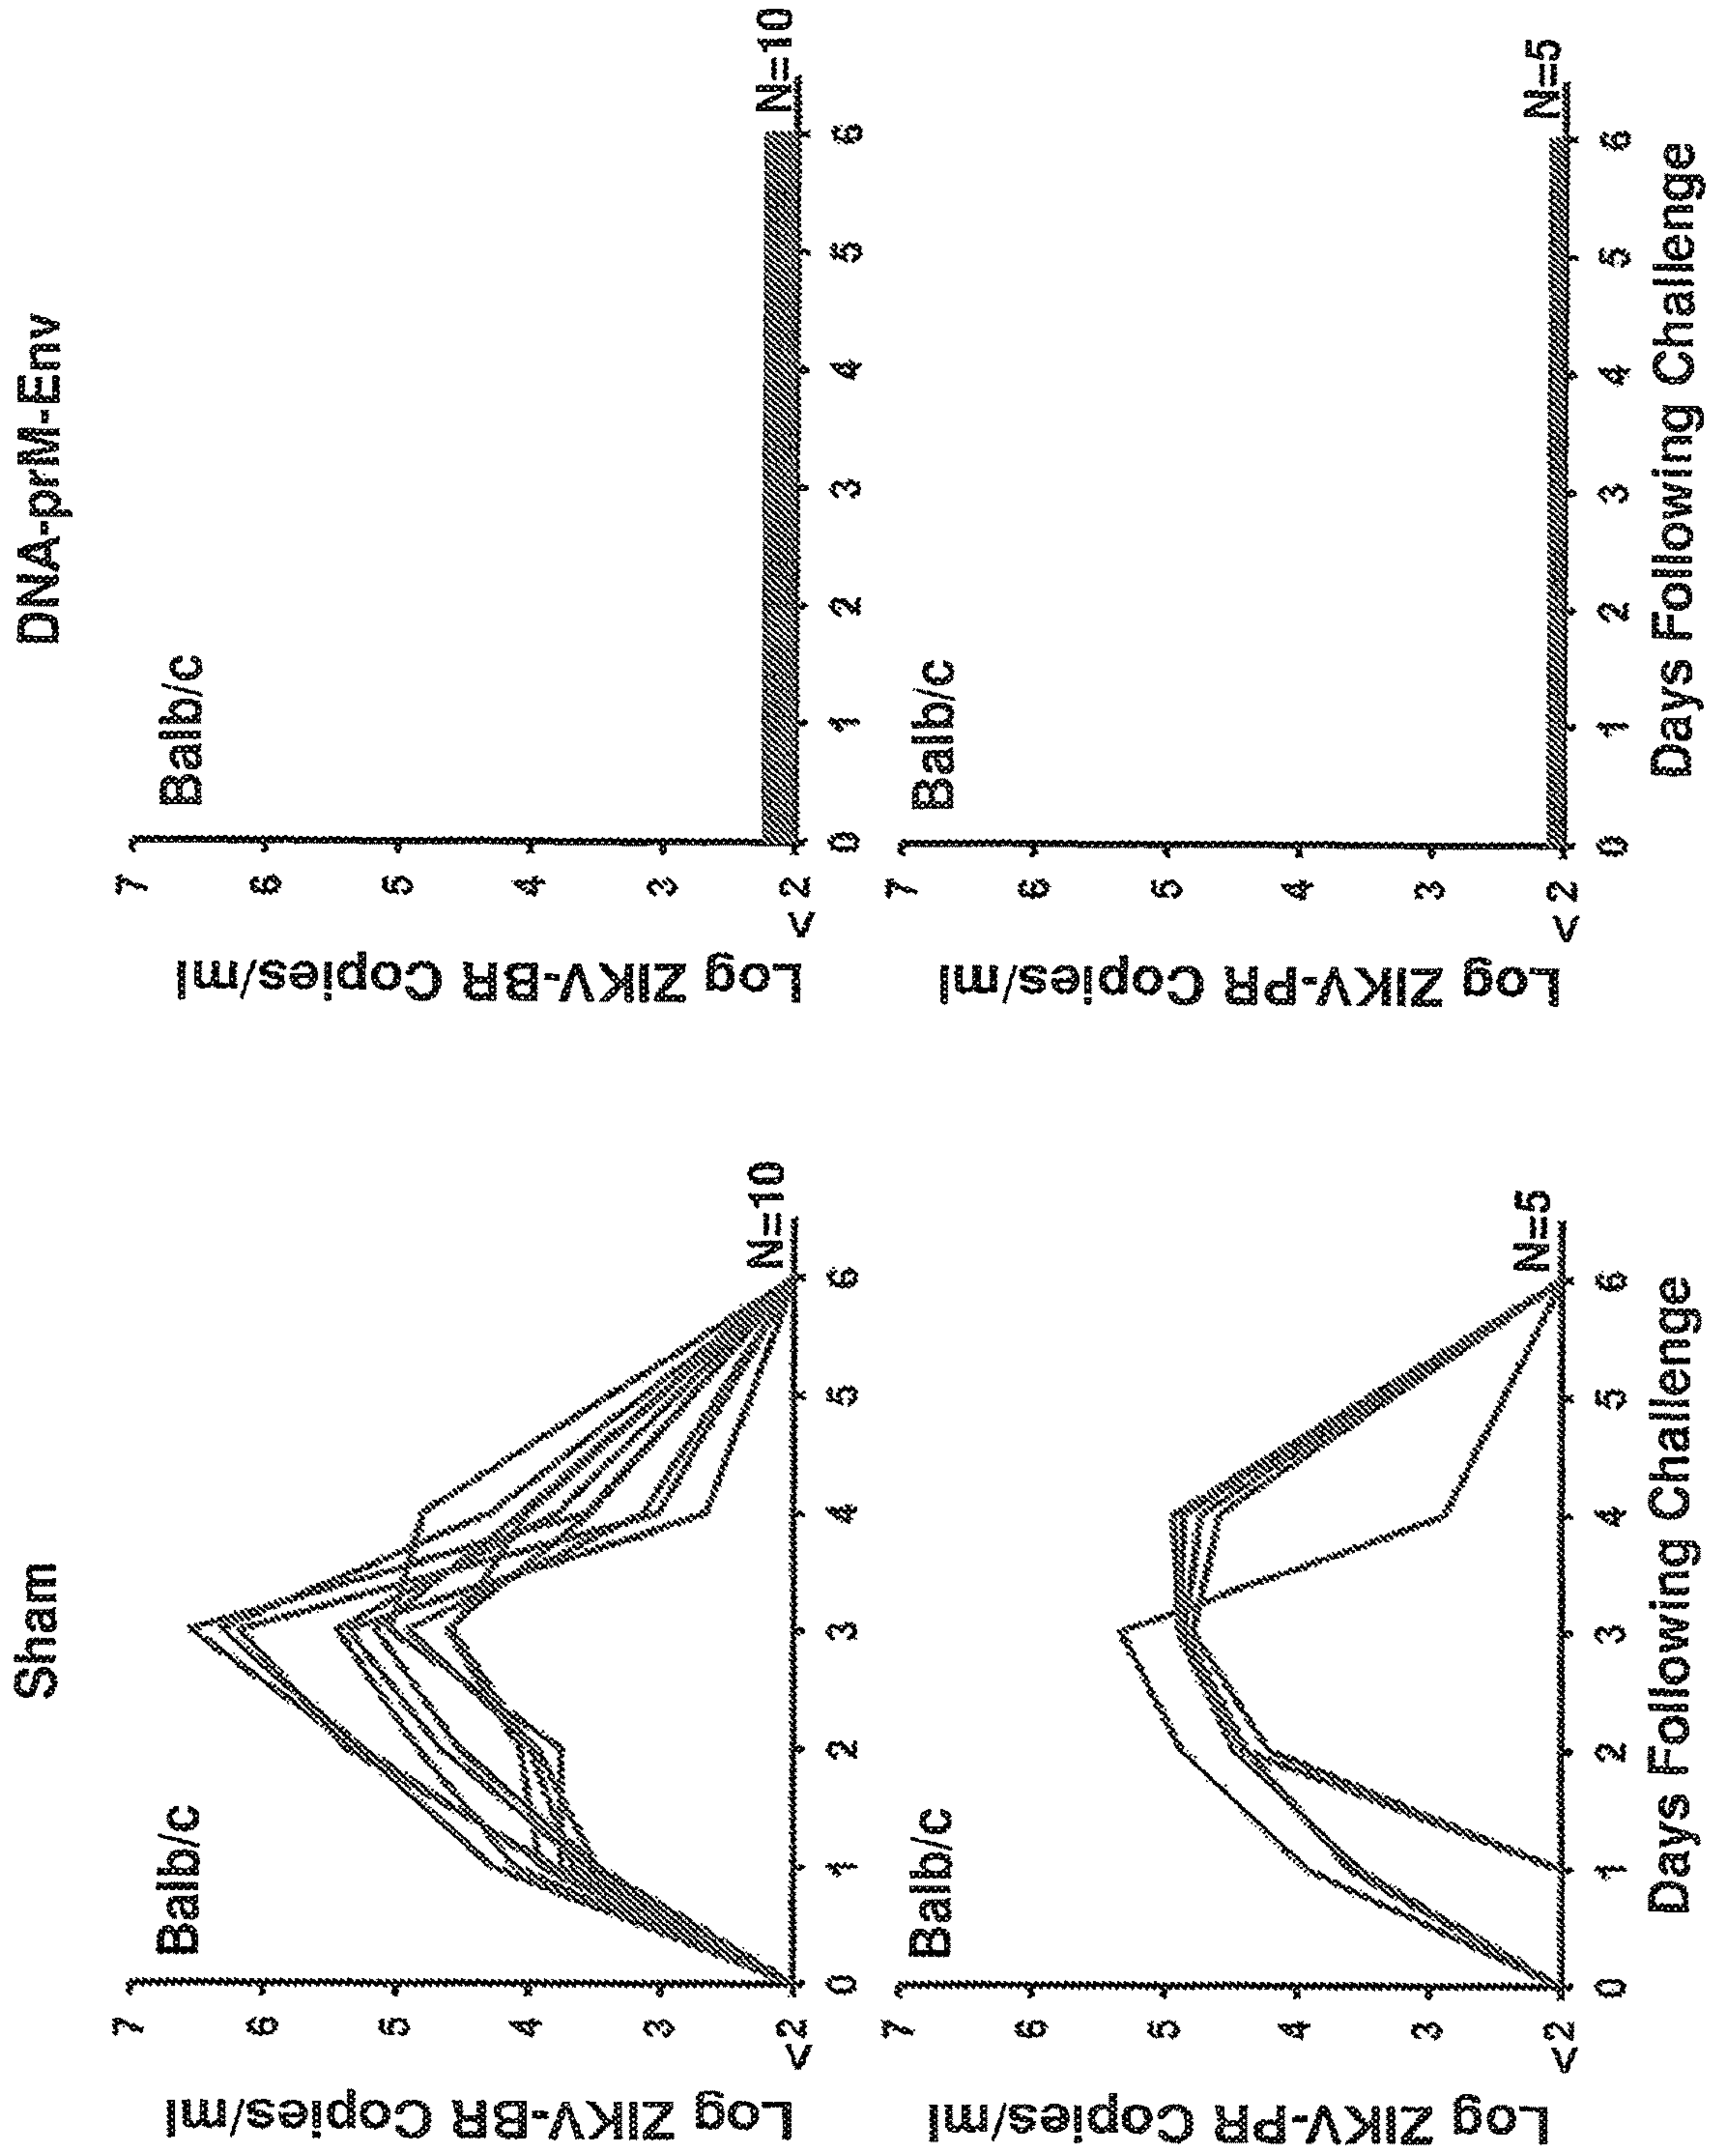 Sham
DNA-prM-Env
Log ZIKV-BR Copies/ml
7
6
5
4
3
<2
Balb/c
N=10
0 1 2 3 4 5 6
Log ZIKV-BR Copies/ml
7
6
5
4
3
<2
Balb/c
N=10
0 1 2 3 4 5 6
Log ZIKV-PR Copies/ml
7
6
5
4
3
<2
Balb/c
N=5
0 1 2 3 4 5 6
Days Following Challenge
Log ZIKV-PR Copies/ml
7
6
5
4
3
<2
Balb/c
N=5
0 1 2 3 4 5 6
Days Following Challenge